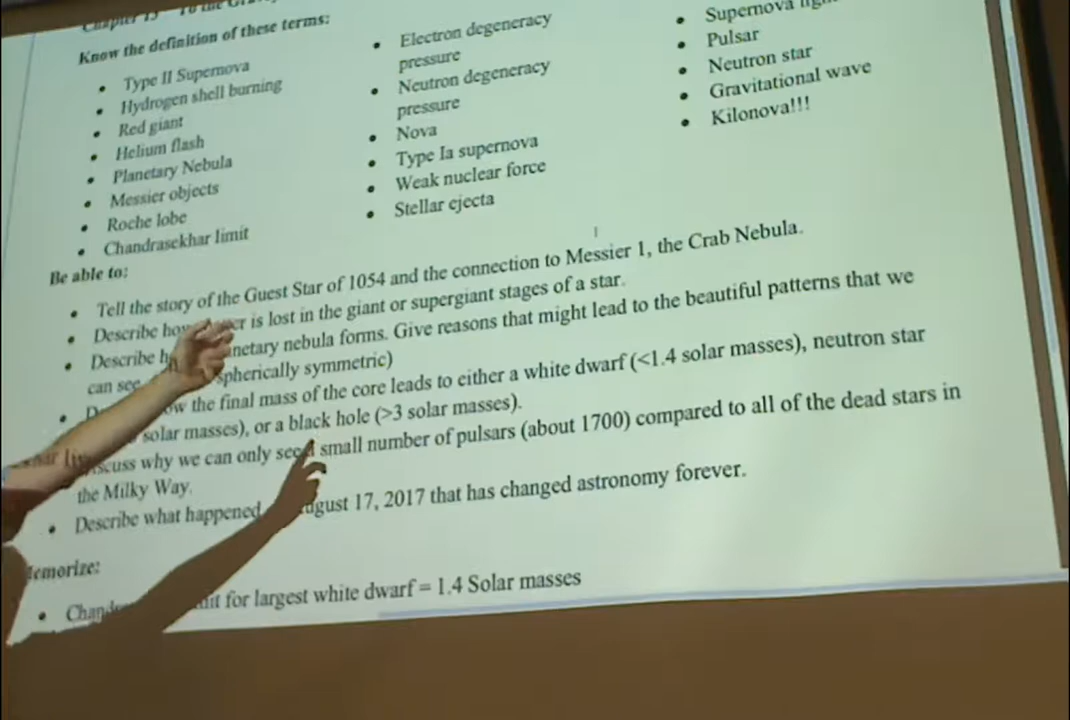 Chapter 13 To the
Know the definition of these terms:
Type II Supernova
Hydrogen shell burning
Red giant
Helium flash
Planetary Nebula
Messier objects
Roche lobe
Chandrasekhar limit
Electron degeneracy
pressure
Neutron degeneracy
pressure
Nova
Type Ia supernova
Weak nuclear force
Stellar ejecta
Supernova
Pulsar
Neutron star
Gravitational wave
Kilonova!!!
Be able to:
Tell the story of the Guest Star of 1054 and the connection to Messier 1, the Crab Nebula.
Describe is lost in the giant or supergiant stages of a star.
Describe nebula forms. Give reasons that might lead to the beautiful patterns that we
can see spherically symmetric)
the final mass of the core leads to either a white dwarf (<1.4 solar masses), neutron star
solar masses), or a black hole (>3 solar masses).
why we can only see small number of pulsars (about 1700) compared to all of the dead stars in
the Milky Way.
Describe what happened 17, 2017 that has changed astronomy forever.
for largest white dwarf = 1.4 Solar masses